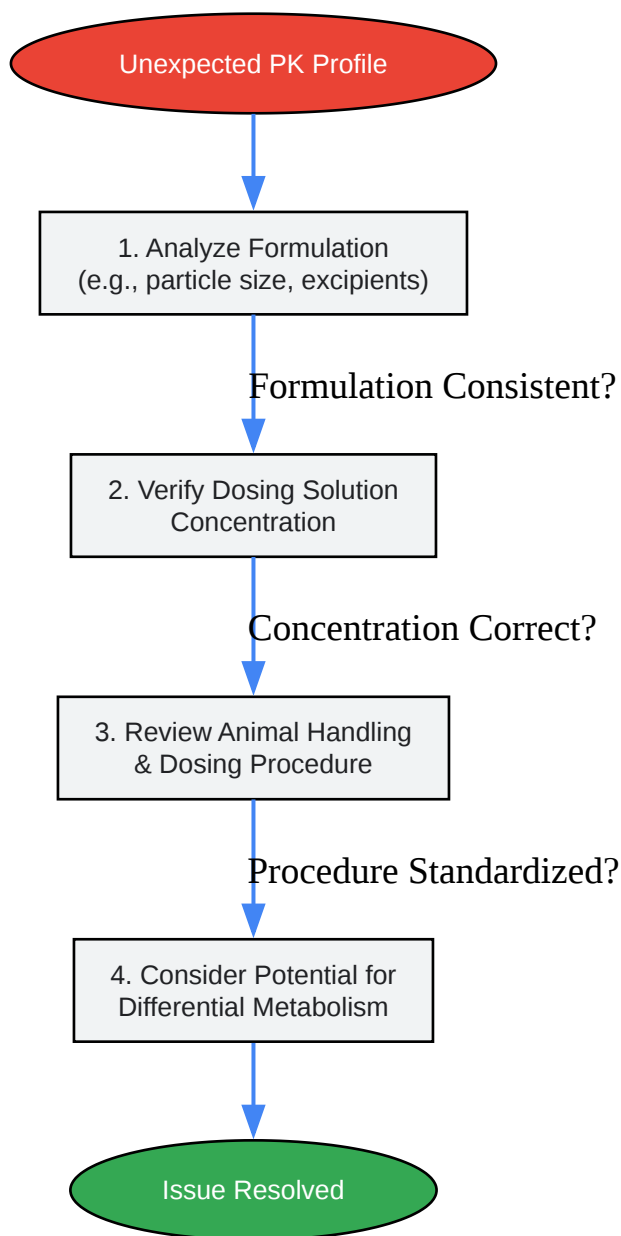 Unexpected PK Profile
1. Analyze Formulation
(e.g., particle size, excipients)
Formulation Consistent?
2. Verify Dosing Solution
Concentration
Concentration Correct?
3. Review Animal Handling
& Dosing Procedure
Procedure Standardized?
4. Consider Potential for
Differential Metabolism
Issue Resolved